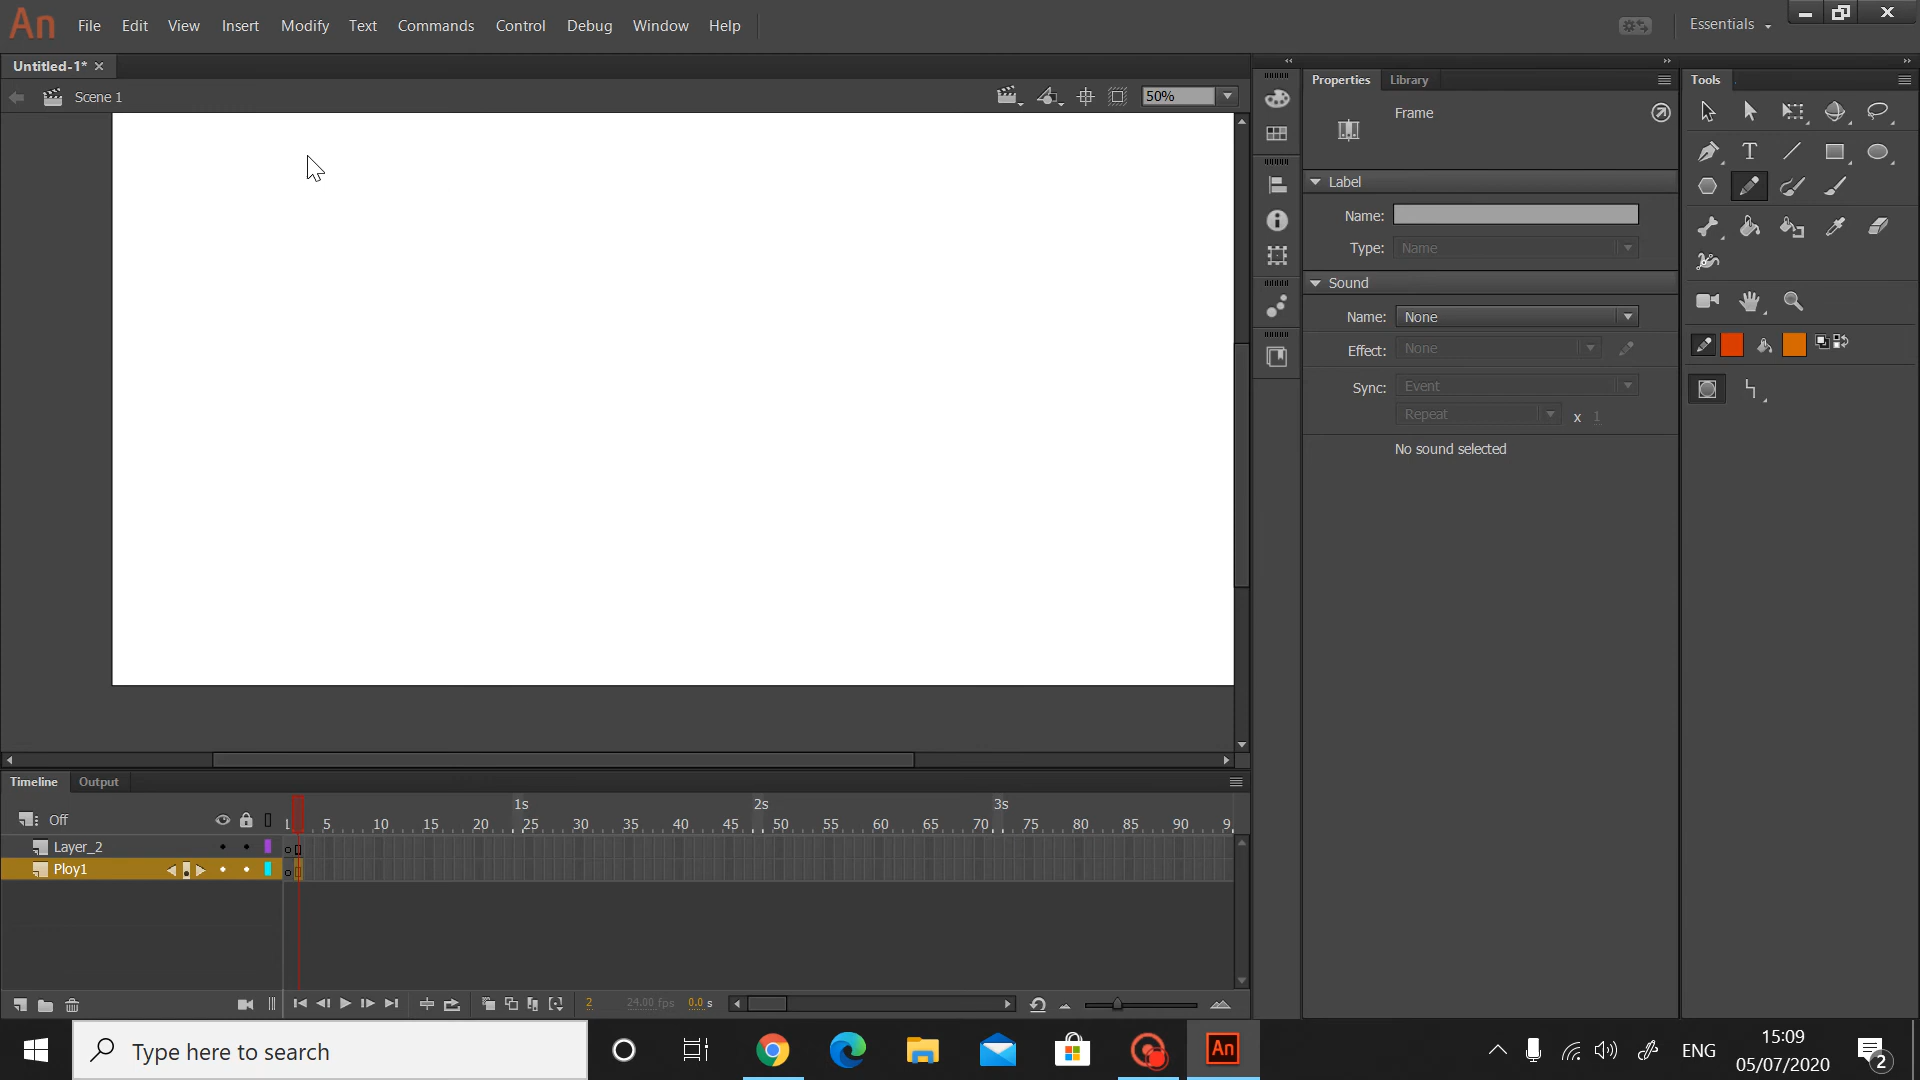 An File Edit View Insert Modify Text Commands Control Debug Window Help Essentials
Untitled-1*
Scene 1 50%
Properties Library Tools
Frame
Label
Name:
Type: Name
Sound
Name: None
Effect: None
Sync: Event
Repeat x 1
No sound selected
Timeline Output
1s 2s 3s
Off 5 10 15 20 25 30 35 40 45 50 55 60 65 70 75 80 85 90 9
Layer_2
Ploy1
2 24.00 fps 0.0 s
Type here to search
An
ENG
15:09
05/07/2020
2